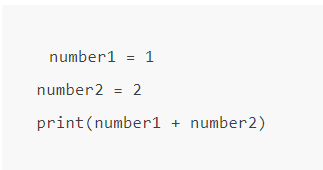 number1 = 1
number2 = 2
print(number1 + number2)